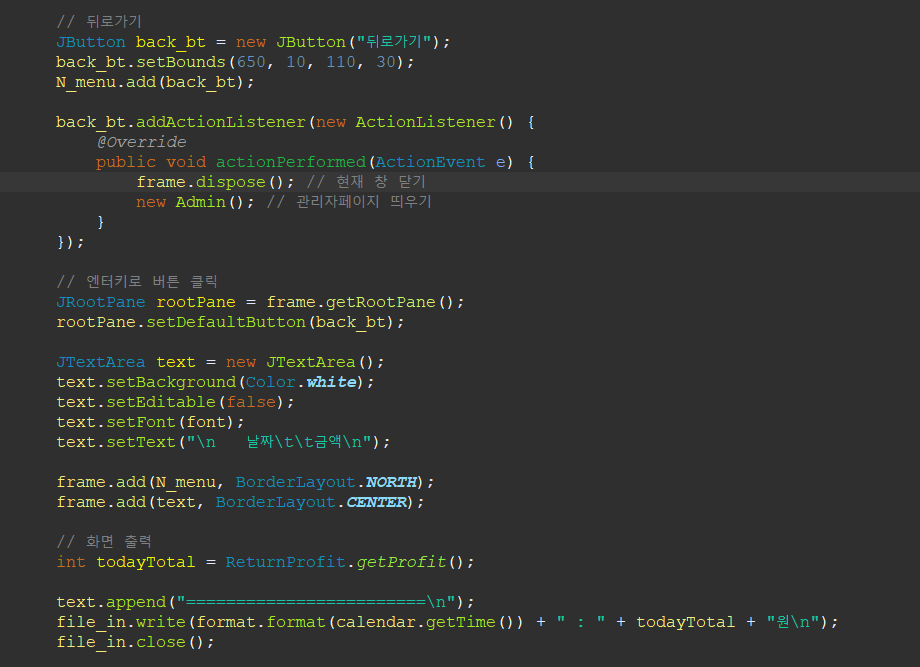 // 뒤로가기
JButton back_bt = new JButton("뒤로가기");
back_bt.setBounds(650, 10, 110, 30);
N_menu.add(back_bt);
back_bt.addActionListener(new ActionListener() {
@Override
public void actionPerformed(ActionEvent e) {
frame.dispose(); // 현재 창 닫기
new Admin(); // 관리자페이지 띄우기
}
});
// 엔터키로 버튼 클릭
JRootPane rootPane = frame.getRootPane();
rootPane.setDefaultButton(back_bt);
JTextArea text = new JTextArea();
text.setBackground(Color.white);
text.setEditable(false);
text.setFont(font);
text.setText("\n   날짜\t\t금액\n");
frame.add(N_menu, BorderLayout.NORTH);
frame.add(text, BorderLayout.CENTER);
// 화면 출력
int todayTotal = ReturnProfit.getProfit();
text.append("========================\n");
file_in.write(format.format(calendar.getTime()) + " : " + todayTotal + "원\n");
file_in.close();